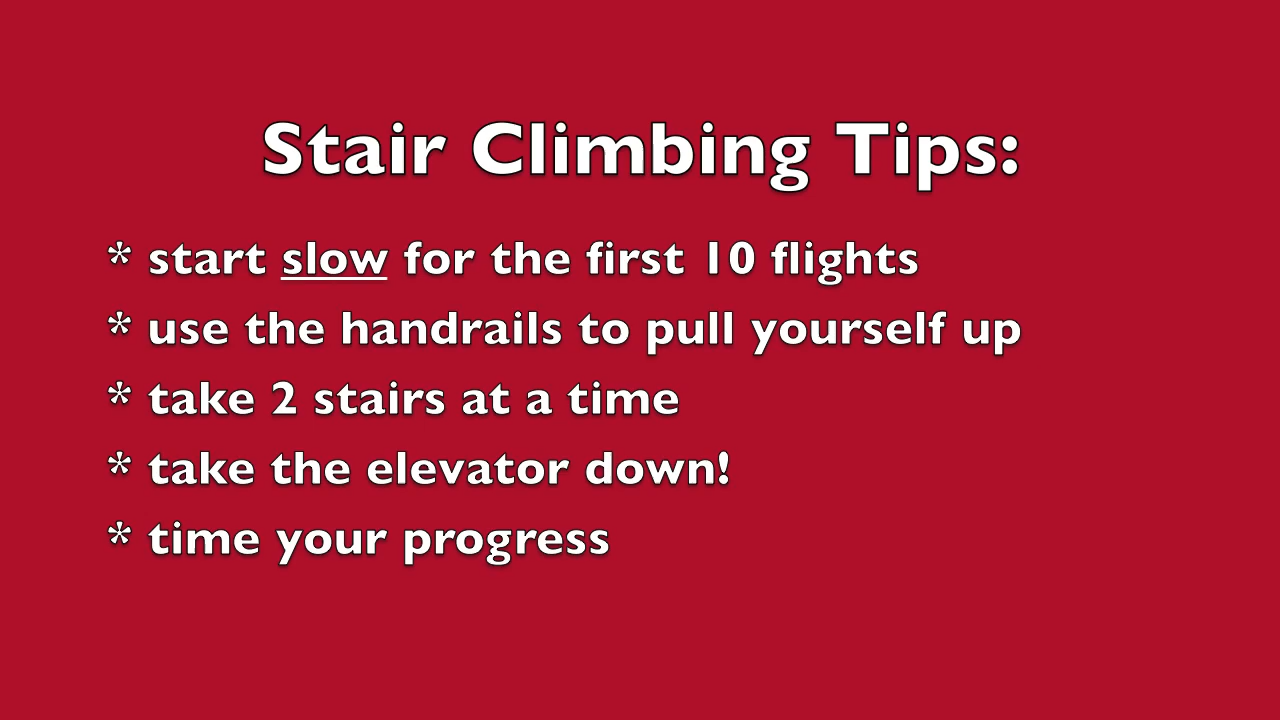 Stair Climbing Tips:
* start slow for the first 10 flights
* use the handrails to pull yourself up
* take 2 stairs at a time
* take the elevator down!
* time your progress